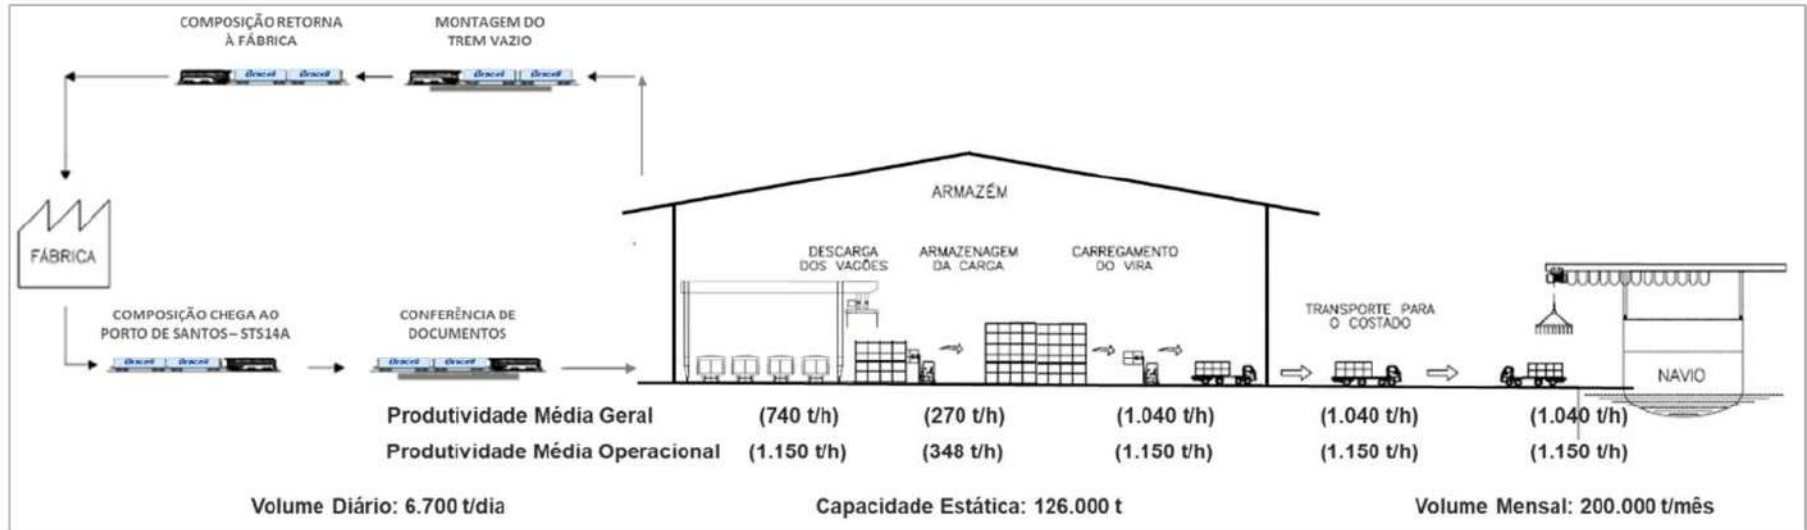 COMPOSIÇÃO RETORNA
À FÁBRICA
MONTAGEM DO
TREM VAZIO
FÁBRICA
COMPOSIÇÃO CHEGA AO
PORTO DE SANTOS – STS14A
CONFERÊNCIA DE
DOCUMENTOS
ARMAZÉM
DESCARGA
DOS VAGÕES
ARMAZENAGEM
DA CARGA
CARREGAMENTO
DO VIRA
TRANSPORTE PARA
O COSTADO
NAVIO
Produtividade Média Geral (740 t/h) (270 t/h) (1.040 t/h) (1.040 t/h) (1.040 t/h)
Produtividade Média Operacional (1.150 t/h) (348 t/h) (1.150 t/h) (1.150 t/h) (1.150 t/h)
Volume Diário: 6.700 t/dia Capacidade Estática: 126.000 t Volume Mensal: 200.000 t/mês